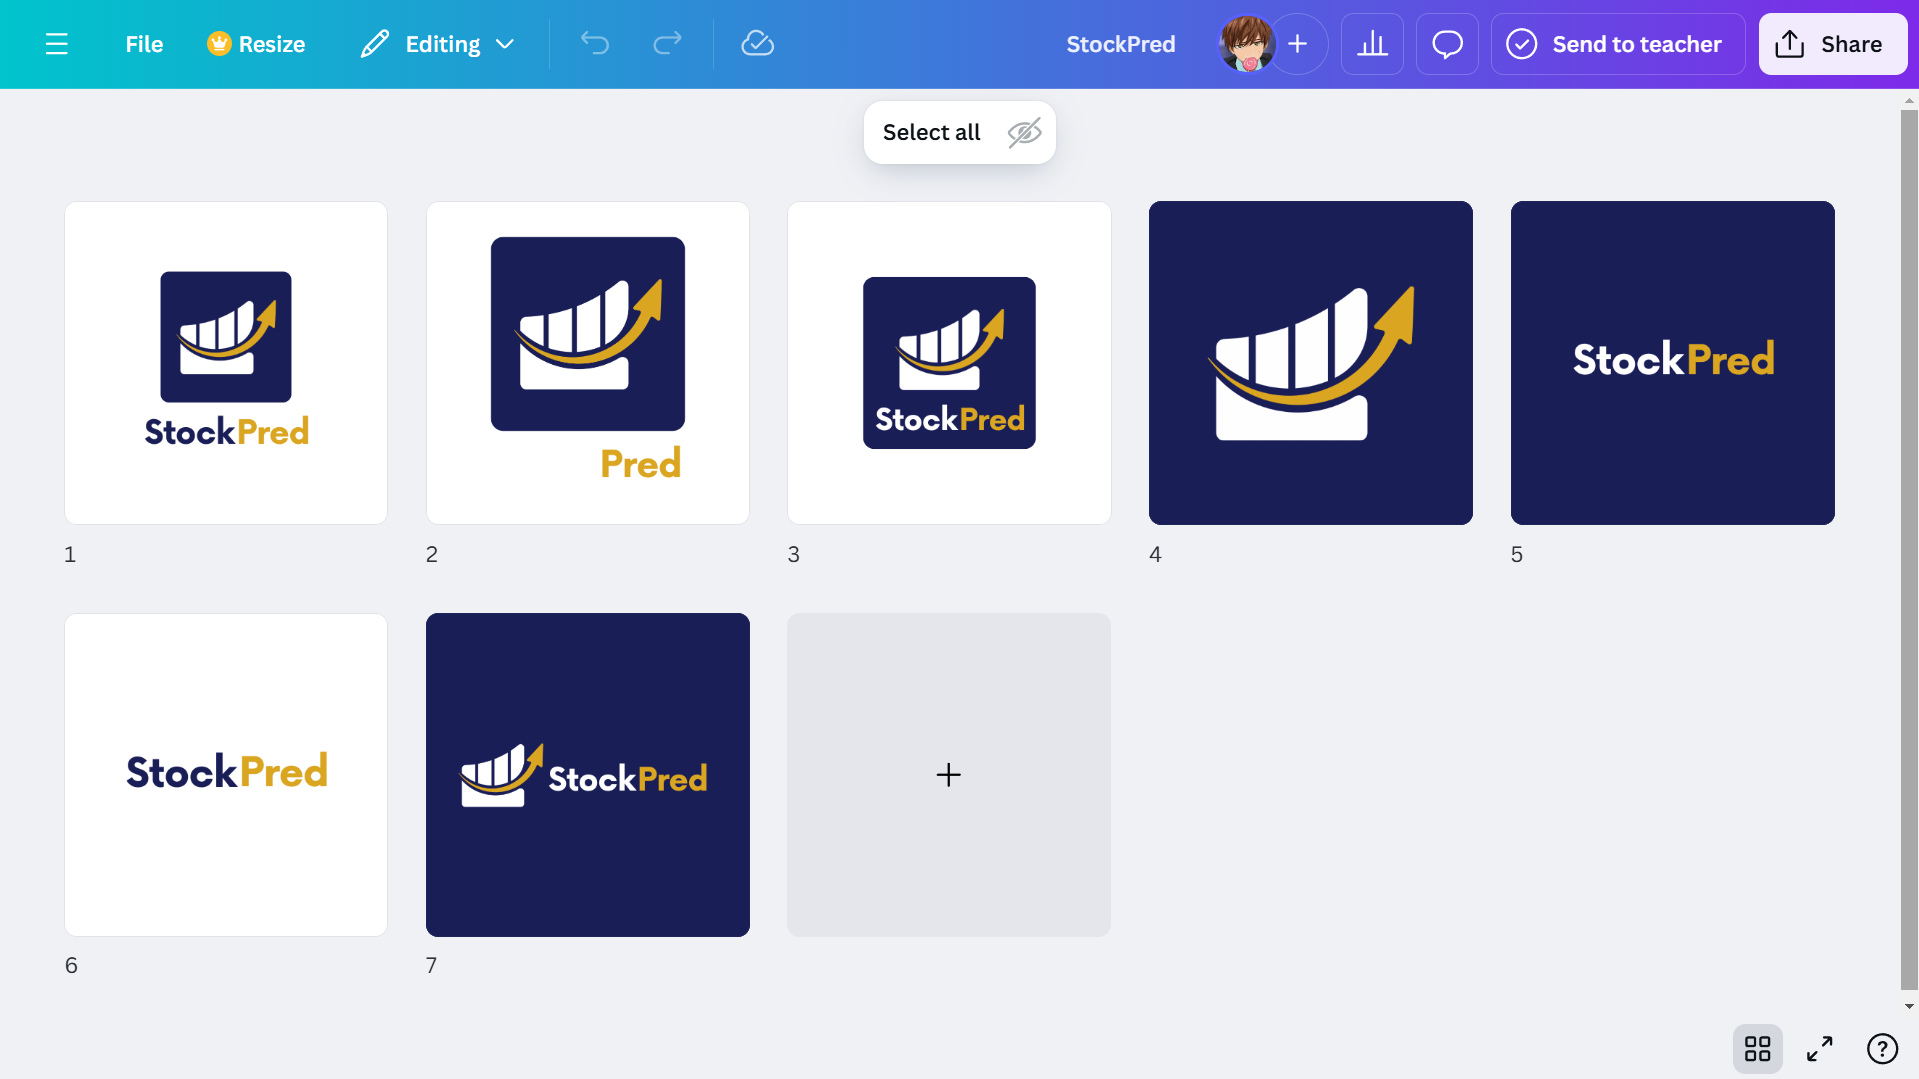 File
Resize
Editing
StockPred
Send to teacher
Share
Select all
StockPred
Pred
StockPred
StockPred
1
2
3
4
5
StockPred
StockPred
6
7
?